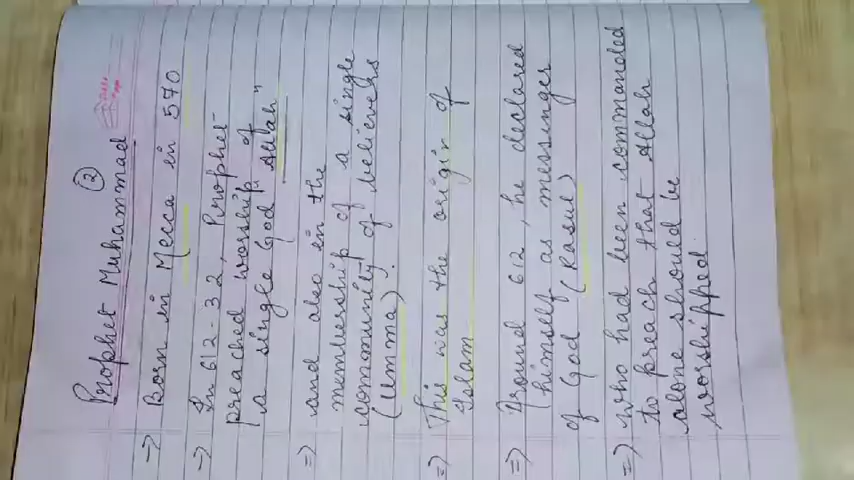 ②
Prophet Muhammad
→ Born in Mecca in 570
→ In 612-32, Prophet
preached worship of
a single God "Allah"
⇒ and also in the
membership of a single
community of believers
(Umma).
⇒ This was the origin of
Islam
⇒ Around 612, he declared
himself as messinger
of God (Rasul)
⇒ who had been commanded
to preach that Allah
alone should be
worshipped.